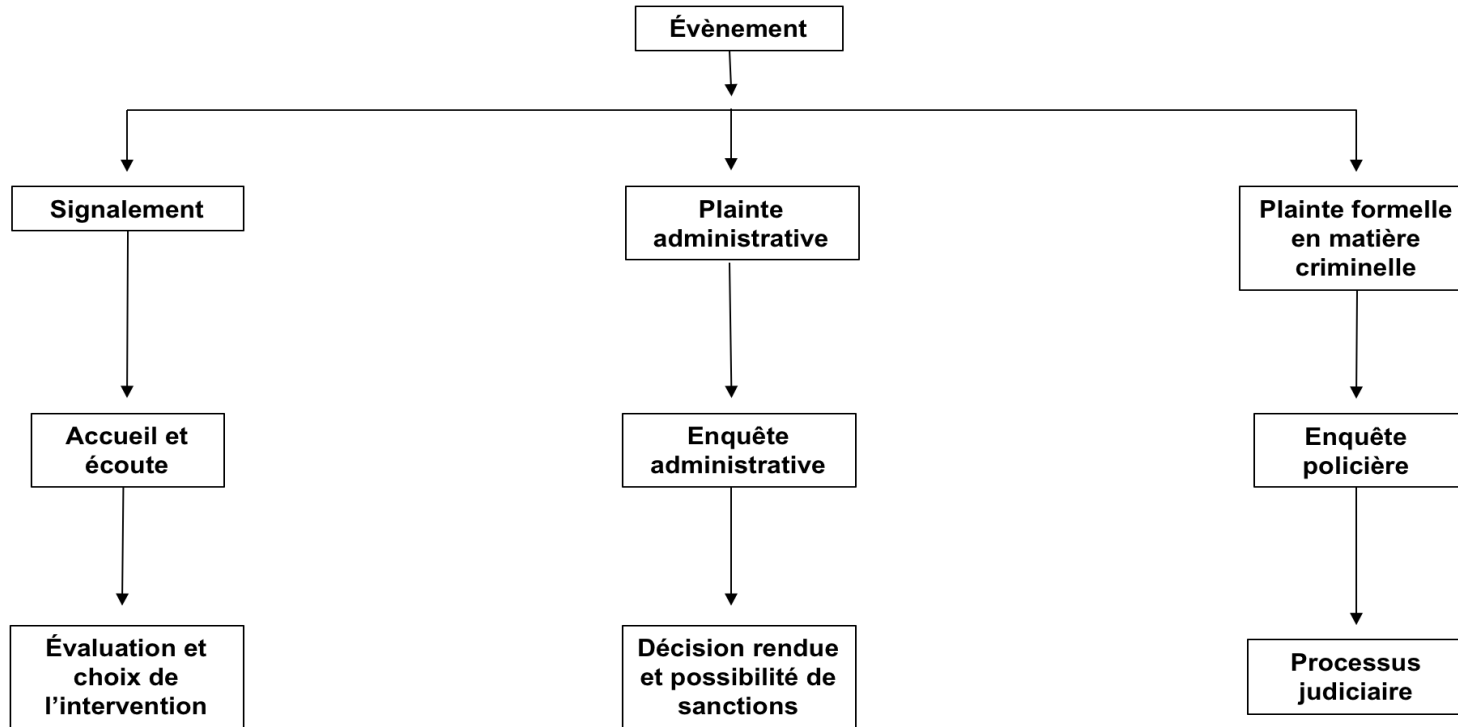 Évènement
Signalement
Plainte
administrative
Plainte formelle
en matière
criminelle
Accueil et
écoute
Enquête
administrative
Enquête
policière
Évaluation et
choix de
l’intervention
Décision rendue
et possibilité de
sanctions
Processus
judiciaire